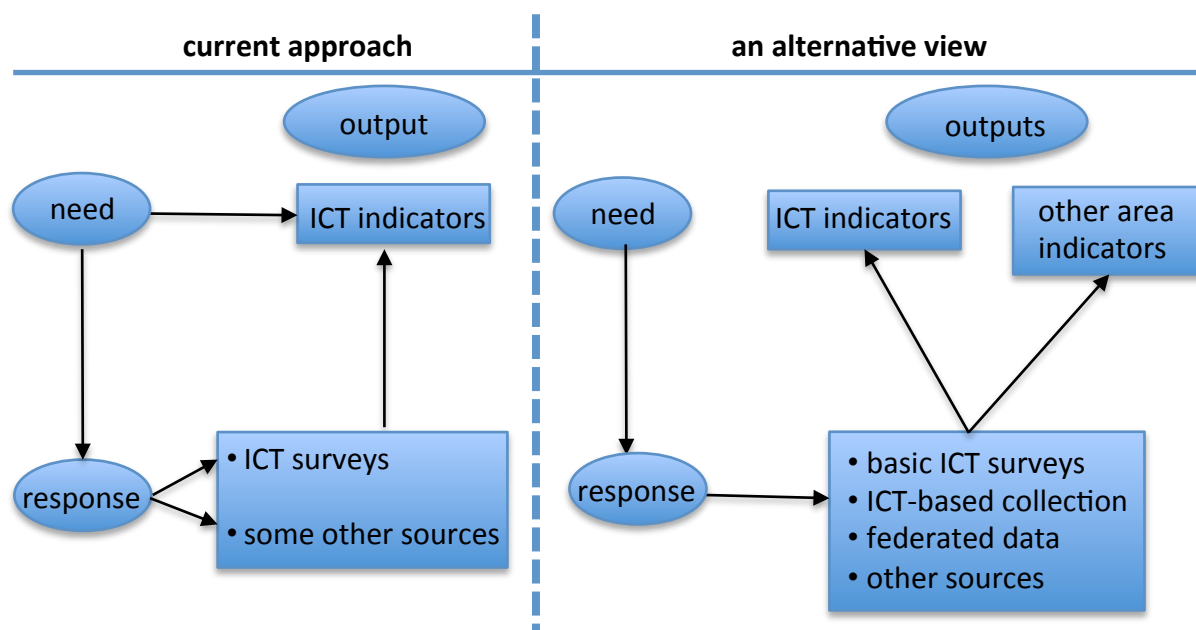 current approach
output
need
ICT indicators
response
• ICT surveys
• some other sources
an alternative view
outputs
need
ICT indicators
other area
indicators
response
• basic ICT surveys
• ICT-based collection
• federated data
• other sources